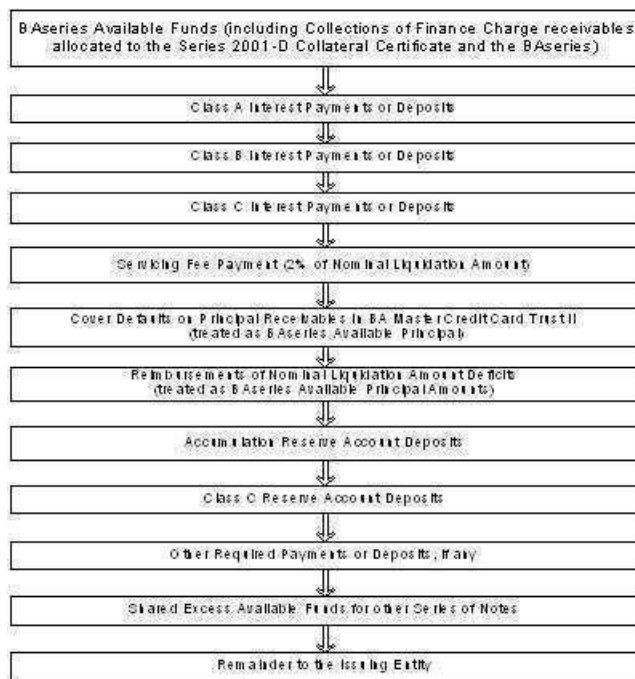 BAseries Available Funds (including Collections of Finance Charge receivables
allocated to the Series 2001-D Collateral Certificate and the BAseries)
Class A Interest Payments or Deposits
Class B Interest Payments or Deposits
Class C Interest Payments or Deposits
Servicing Fee Payment (2% of Nominal Liquidation Amount)
Cover Defaults on Principal Receivables in BA Master Credit Card Trust II
(treated as BAseries Available Principal)
Reimbursements of Nominal Liquidation Amount Deficits
(treated as BAseries Available Principal Amounts)
Accumulation Reserve Account Deposits
Class C Reserve Account Deposits
Other Required Payments or Deposits, if any
Shared Excess Available Funds for other Series of Notes
Remainder to the Issuing Entity